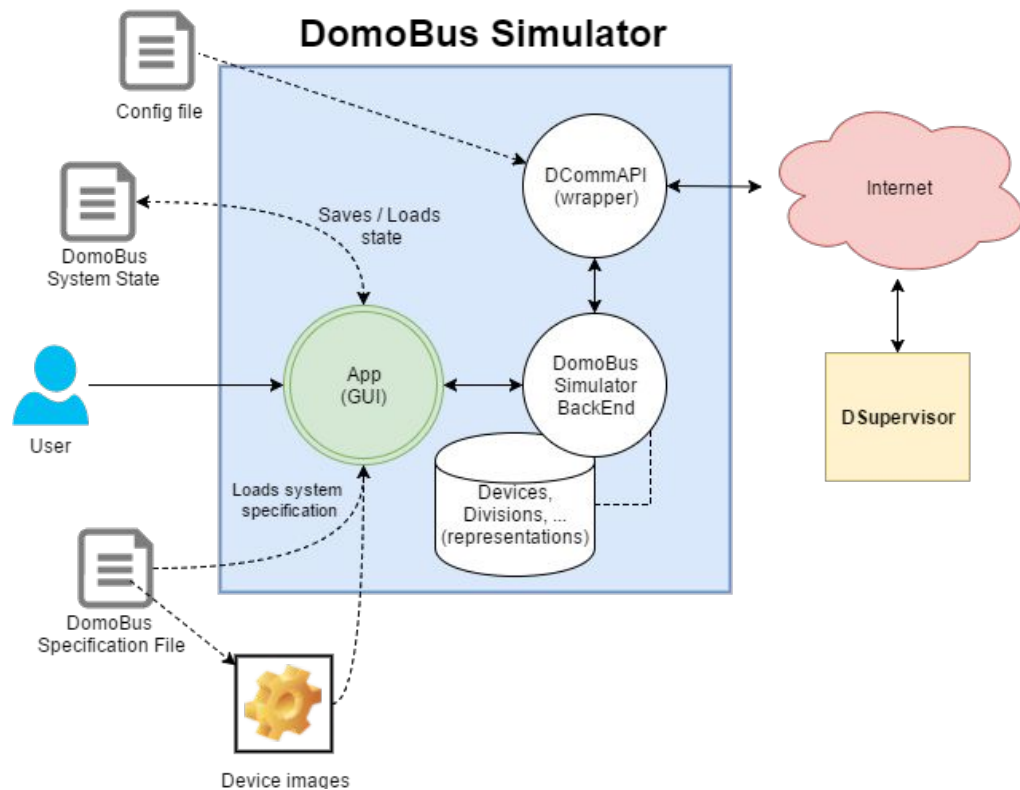 DomoBus Simulator
Config file
DCommAPI
(wrapper)
Internet
Saves / Loads
state
DomoBus
System State
App
(GUI)
DomoBus
Simulator
BackEnd
DSupervisor
User
Loads system
specification
Devices,
Divisions, ...
(representations)
DomoBus
Specification File
Device images